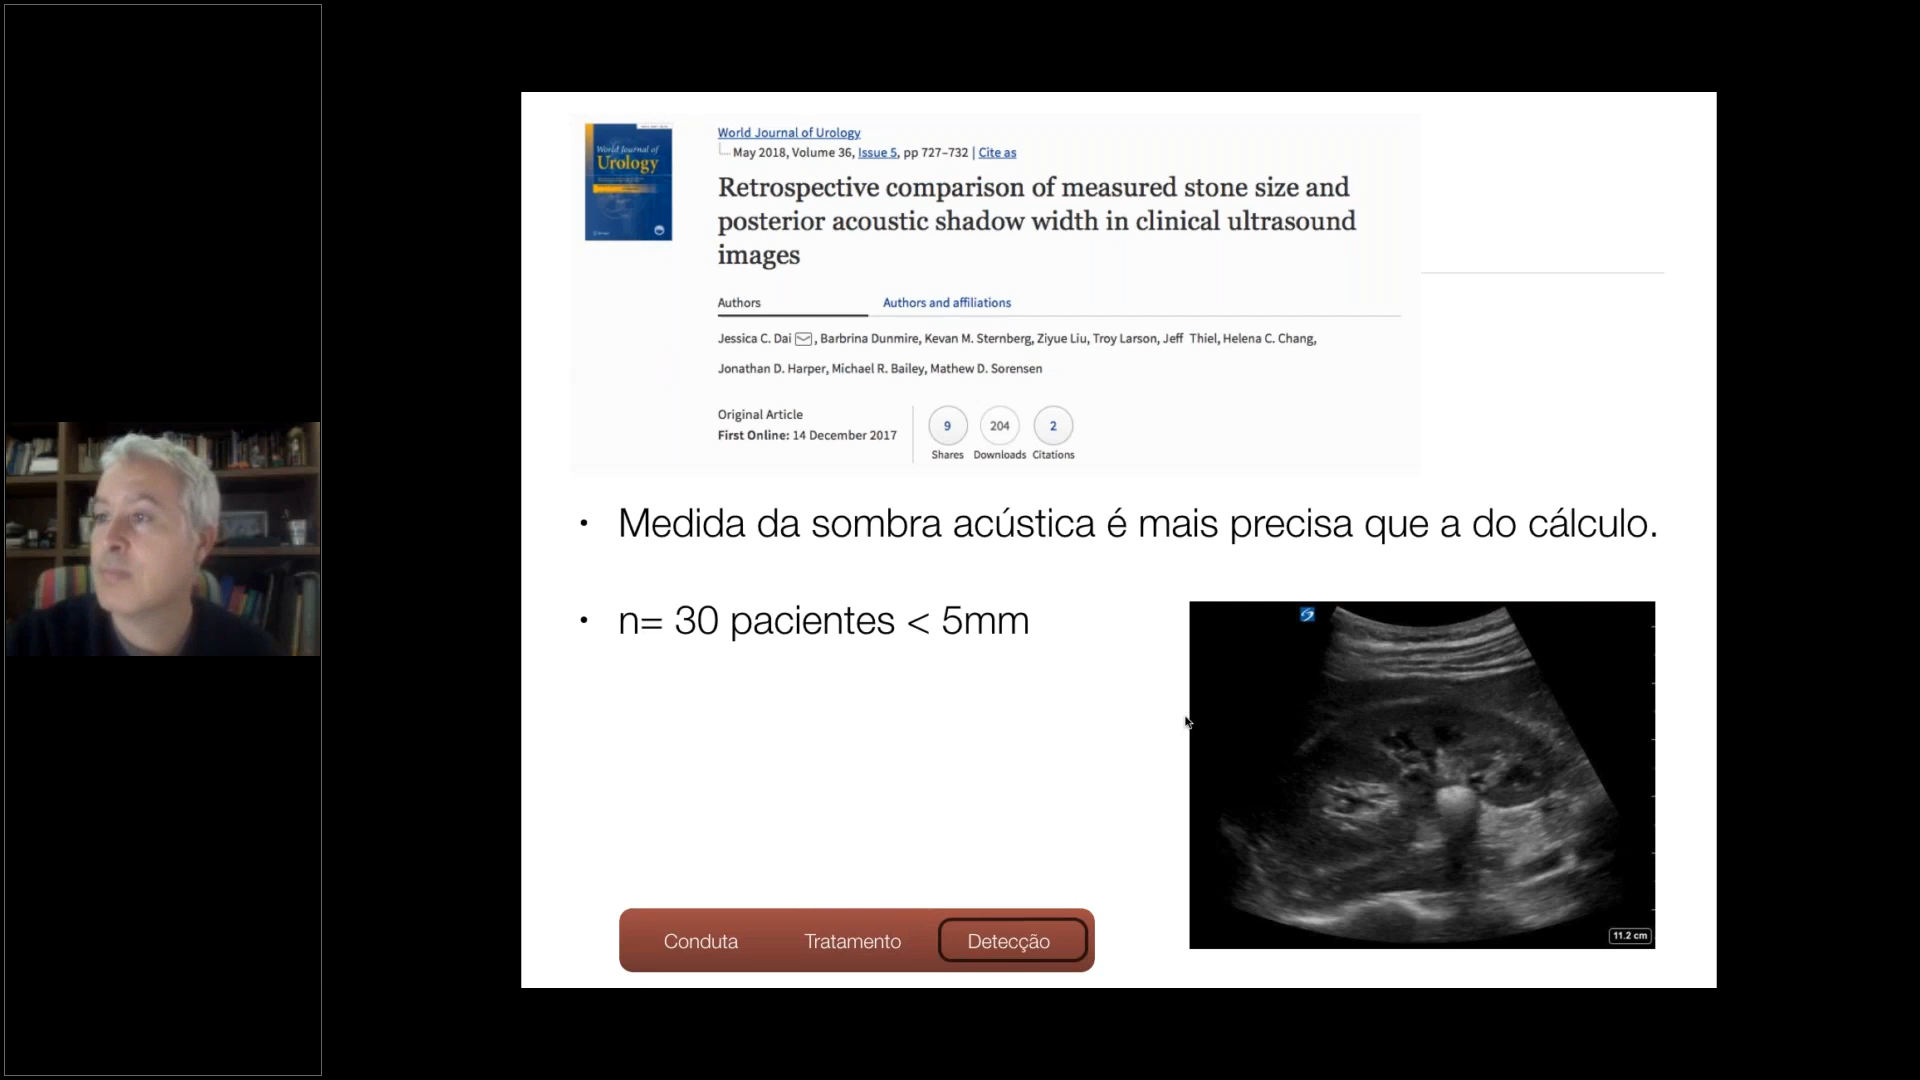 World Journal of
Urology
World Journal of Urology
May 2018, Volume 36, Issue 5, pp 727–732 | Cite as
Retrospective comparison of measured stone size and
posterior acoustic shadow width in clinical ultrasound
images
Authors
Authors and affiliations
Jessica C. Dai, Barbrina Dunmire, Kevan M. Sternberg, Ziyue Liu, Troy Larson, Jeff Thiel, Helena C. Chang,
Jonathan D. Harper, Michael R. Bailey, Mathew D. Sorensen
Original Article
First Online: 14 December 2017
9
204
2
Shares
Downloads
Citations
• Medida da sombra acústica é mais precisa que a do cálculo.
• n= 30 pacientes < 5mm
11.2 cm
Conduta
Tratamento
Detecção